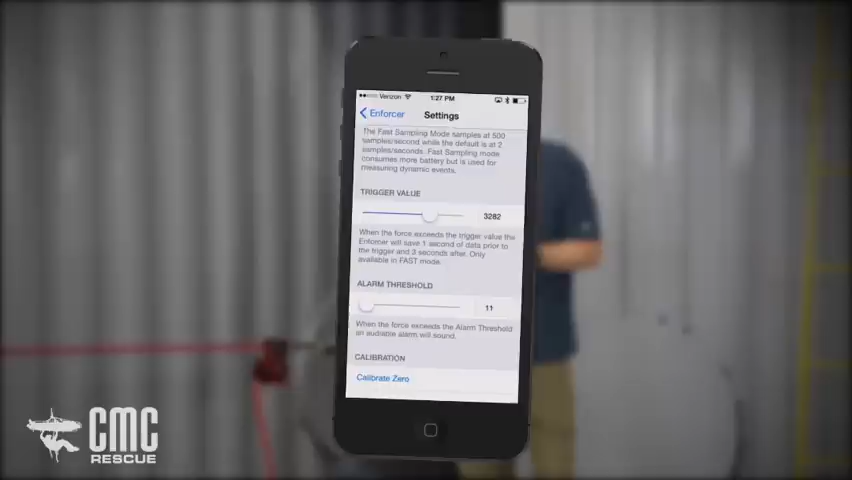 Verizon 1:27 PM
Enforcer Settings
The Fast Sampling Mode samples at 500
samples/second while the default is at 2
samples/seconds. Fast Sampling mode
consumes more battery but is used for
measuring dynamic events.
TRIGGER VALUE
3282
When the force exceeds the trigger value the
Enforcer will save 1 second of data prior to
the trigger and 3 seconds after. Only
available in FAST mode.
ALARM THRESHOLD
11
When the force exceeds the Alarm Threshold
an audiable alarm will sound.
CALIBRATION
Calibrate Zero
CMC
RESCUE